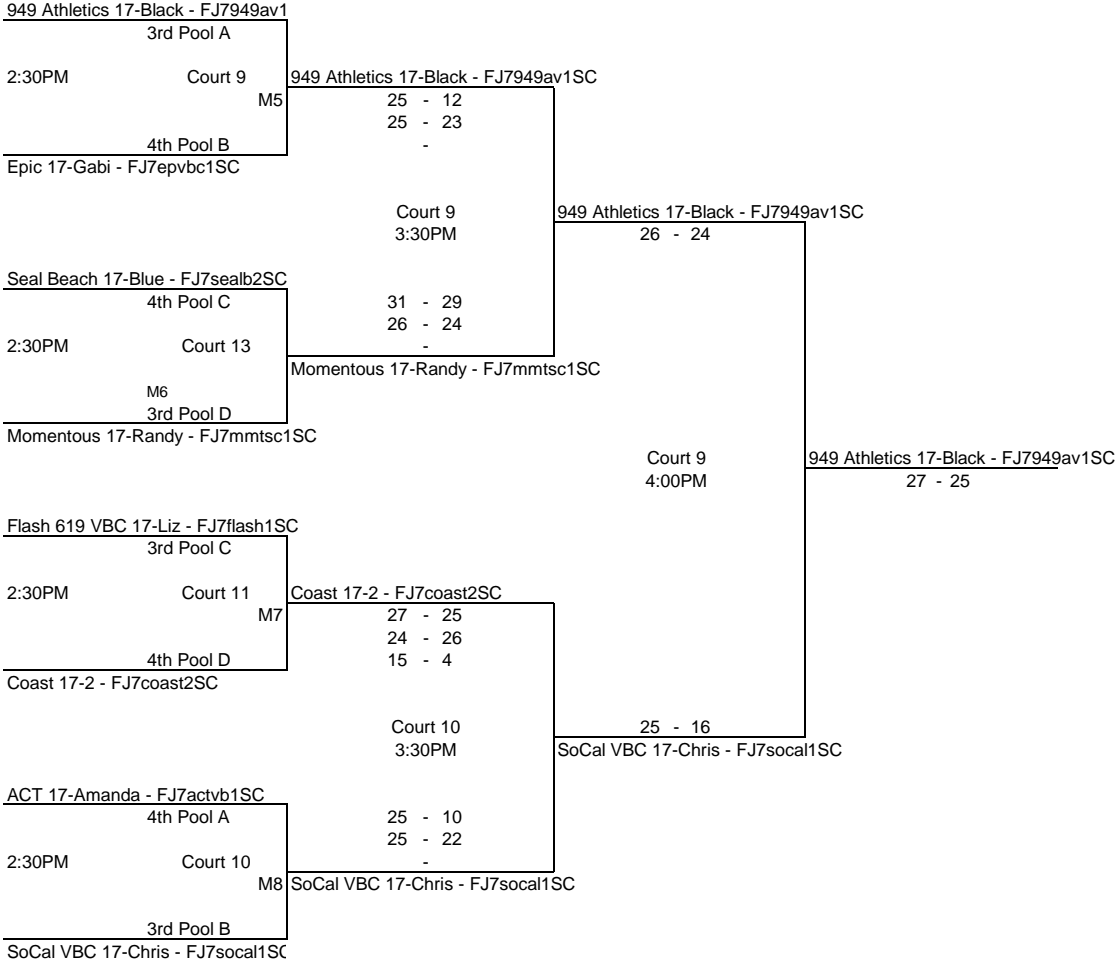 949 Athletics 17-Black - FJ7949av1
3rd Pool A
2:30PM Court 9 949 Athletics 17-Black - FJ7949av1SC
M5 25 - 12
25 - 23
4th Pool B -
Epic 17-Gabi - FJ7epvbc1SC
Court 9 949 Athletics 17-Black - FJ7949av1SC
3:30PM 26 - 24
Seal Beach 17-Blue - FJ7sealb2SC
4th Pool C 31 - 29
26 - 24
2:30PM Court 13 -
Momentous 17-Randy - FJ7mmtsc1SC
M6
3rd Pool D
Momentous 17-Randy - FJ7mmtsc1SC
Court 9 949 Athletics 17-Black - FJ7949av1SC
4:00PM 27 - 25
Flash 619 VBC 17-Liz - FJ7flash1SC
3rd Pool C
2:30PM Court 11 Coast 17-2 - FJ7coast2SC
M7 27 - 25
24 - 26
4th Pool D 15 - 4
Coast 17-2 - FJ7coast2SC
Court 10 25 - 16
3:30PM SoCal VBC 17-Chris - FJ7socal1SC
ACT 17-Amanda - FJ7actvb1SC
4th Pool A 25 - 10
25 - 22
2:30PM Court 10 -
M8 SoCal VBC 17-Chris - FJ7socal1SC
3rd Pool B
SoCal VBC 17-Chris - FJ7socal1SC